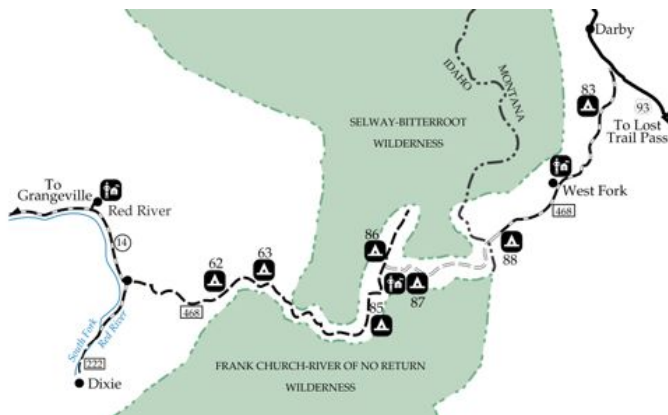 Darby
IDAHO
MONTANA
83
93
To Lost
Trail Pass
SELWAY-BITTERROOT
WILDERNESS
To
Grangeville
Red River
West Fork
468
14
86
88
62
63
87
85
468
South Fork
Red River
222
Dixie
FRANK CHURCH-RIVER OF NO RETURN
WILDERNESS